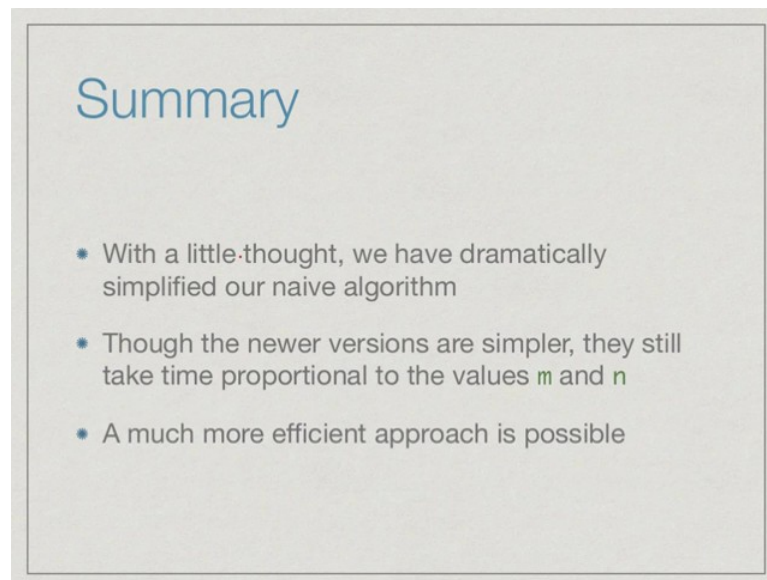 Summary
With a little thought, we have dramatically
simplified our naive algorithm
Though the newer versions are simpler, they still
take time proportional to the values m and n
A much more efficient approach is possible